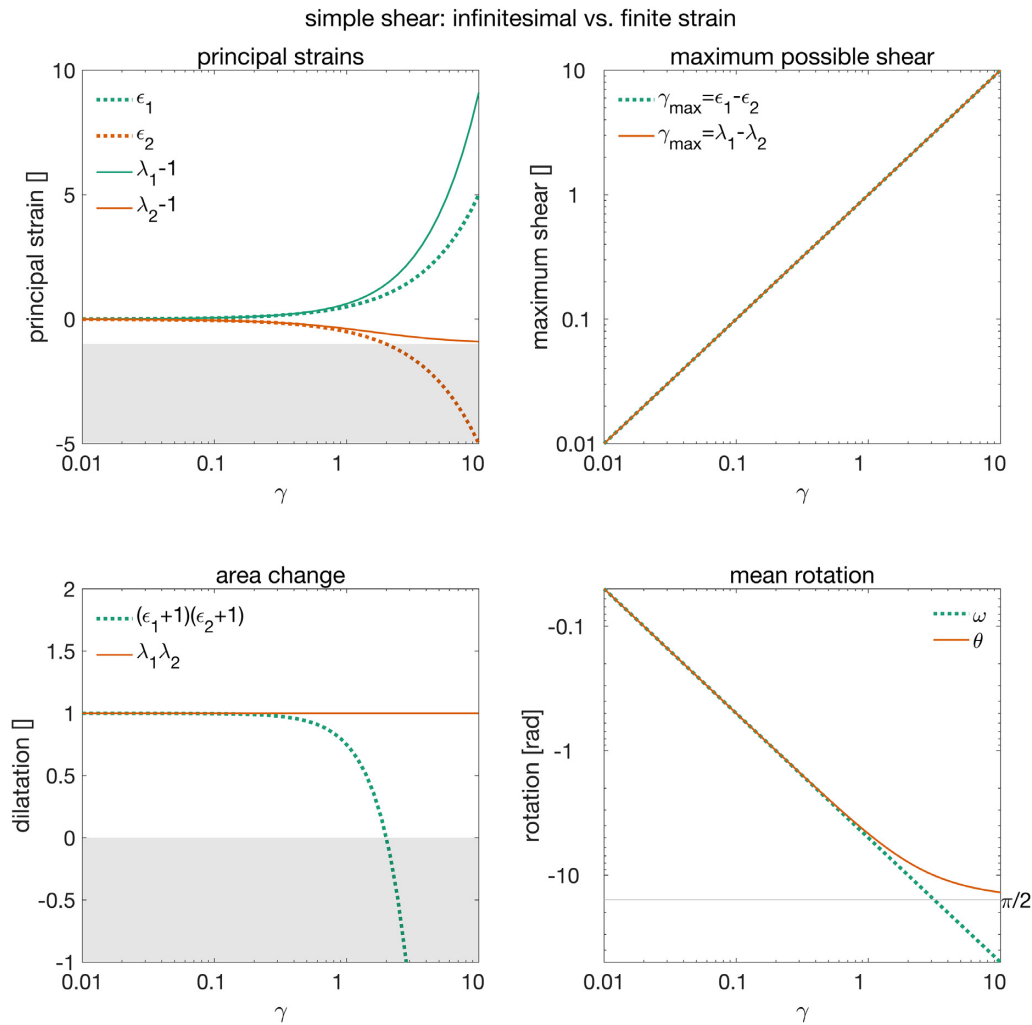 simple shear: infinitesimal vs. finite strain
principal strains
10
5
0
-5
principal strain []
ϵ₁
ϵ₂
λ₁-1
λ₂-1
0.01
0.1
1
10
γ
maximum possible shear
10
1
0.1
0.01
maximum shear []
γmax=ϵ₁-ϵ₂
γmax=λ₁-λ₂
0.01
0.1
1
10
γ
area change
2
1.5
1
0.5
0
-0.5
-1
dilatation []
(ϵ₁+1)(ϵ₂+1)
λ₁λ₂
0.01
0.1
1
10
γ
mean rotation
-0.1
-1
-10
rotation [rad]
ω
θ
π/2
0.01
0.1
1
10
γ